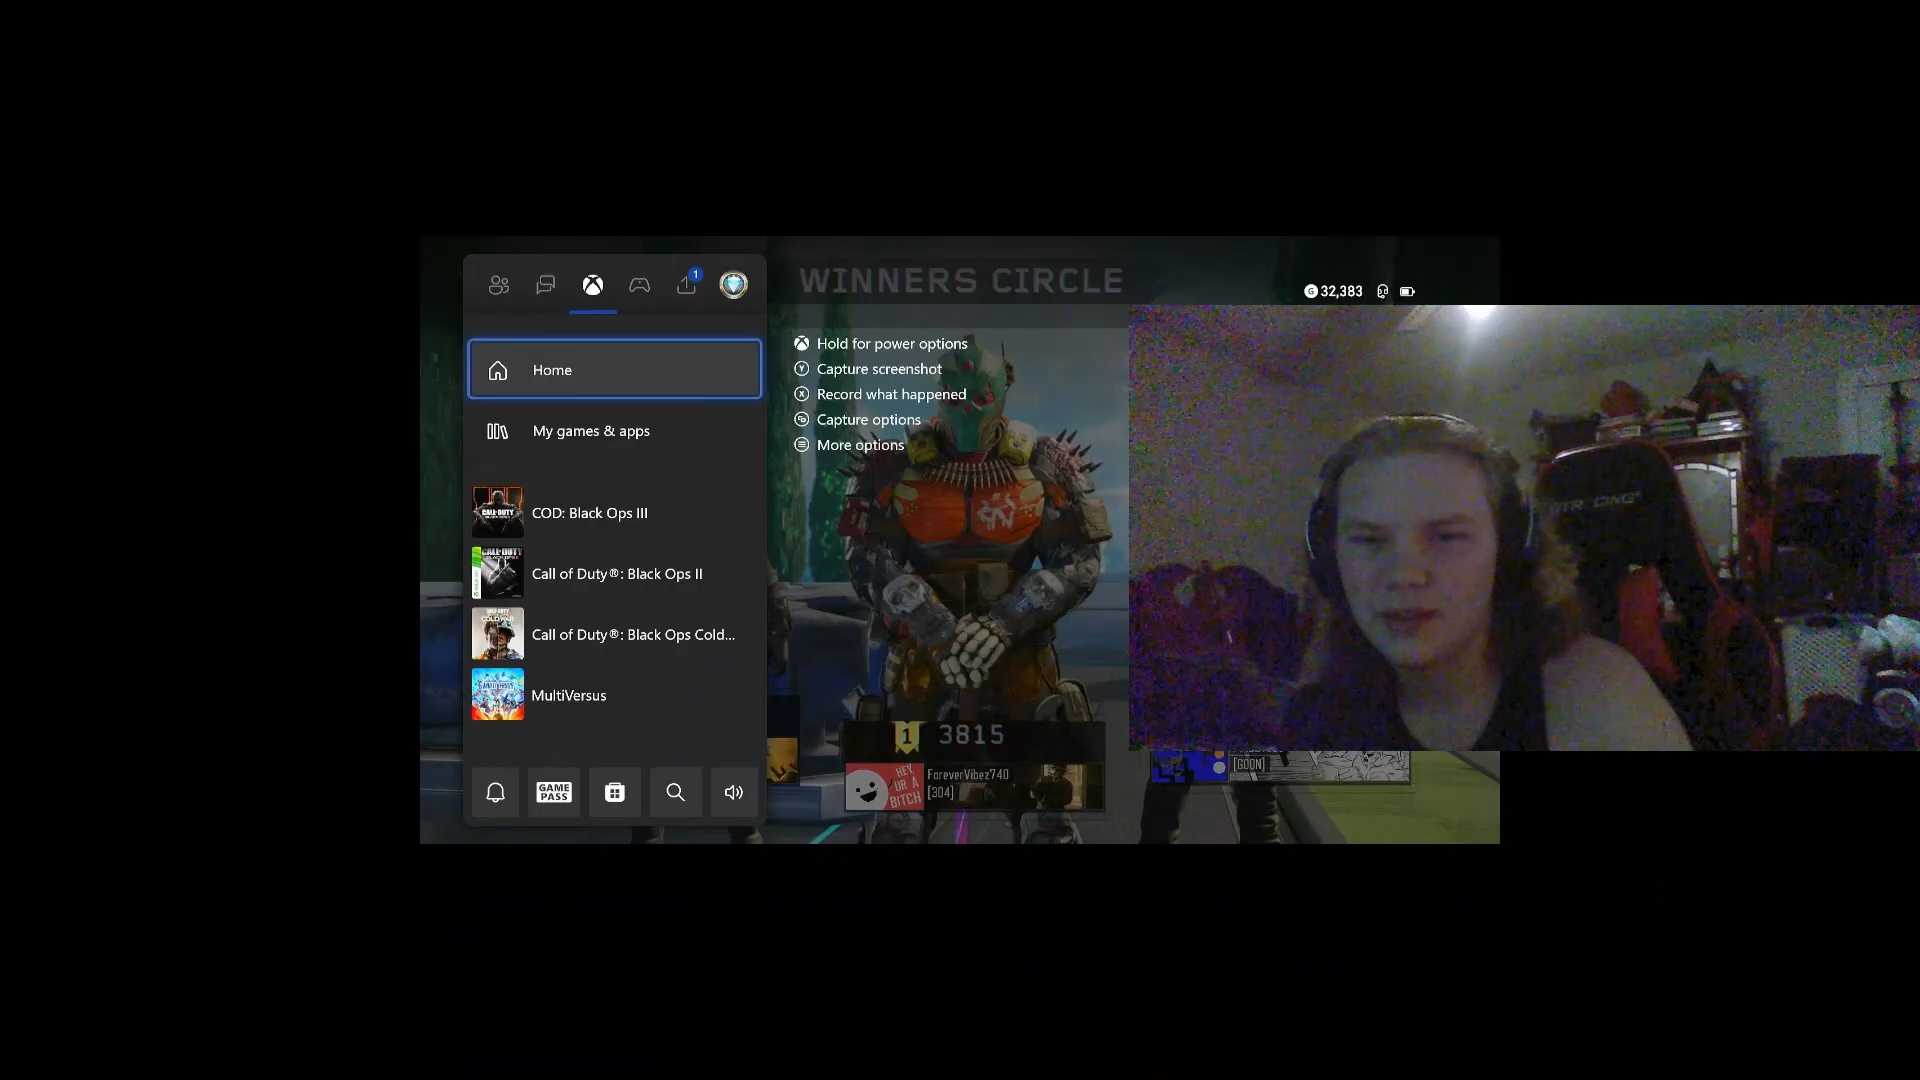 1
WINNERS CIRCLE
G 32,383
Hold for power options
Capture screenshot
Record what happened
Capture options
More options
Home
My games & apps
COD: Black Ops III
Call of Duty®: Black Ops II
Call of Duty®: Black Ops Cold...
MultiVersus
GAME
PASS
1 3815
HEY,
UR A
BITCH
ForeverVibez740
[304]
[GOON]